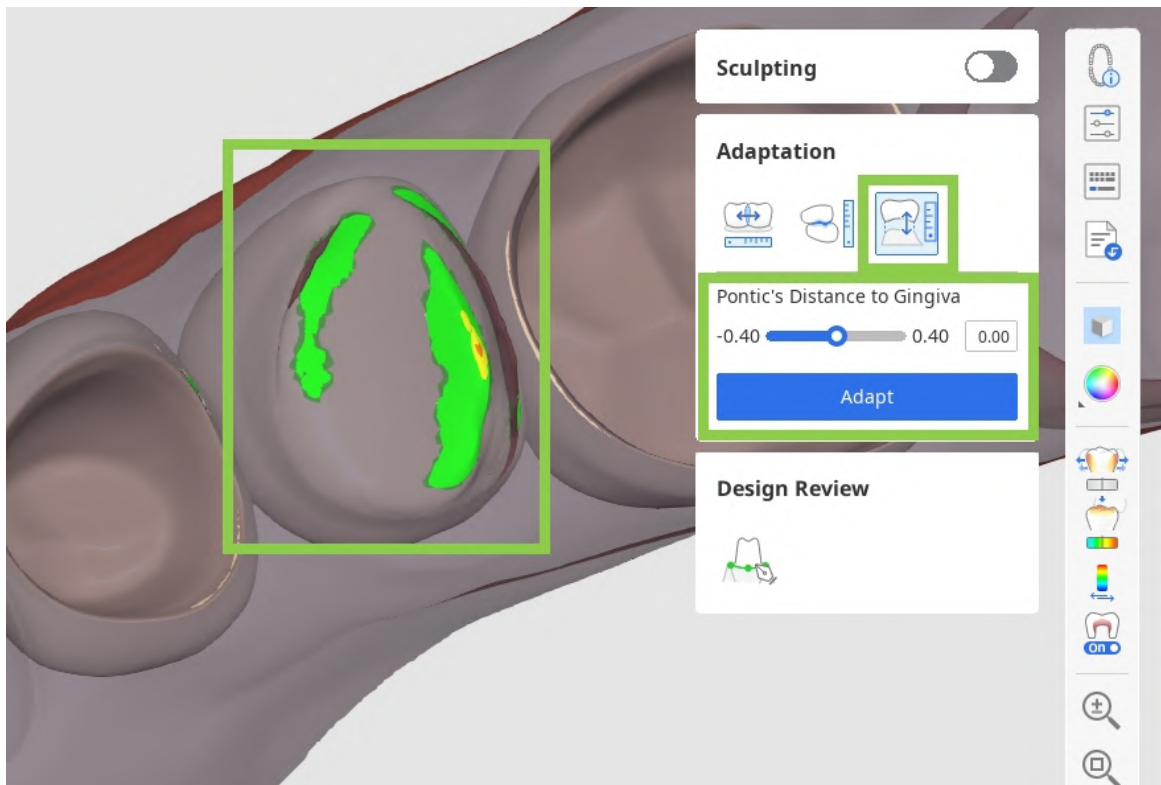 Sculpting
Adaptation
Pontic's Distance to Gingiva
-0.40 0.40 0.00
Adapt
Design Review
On